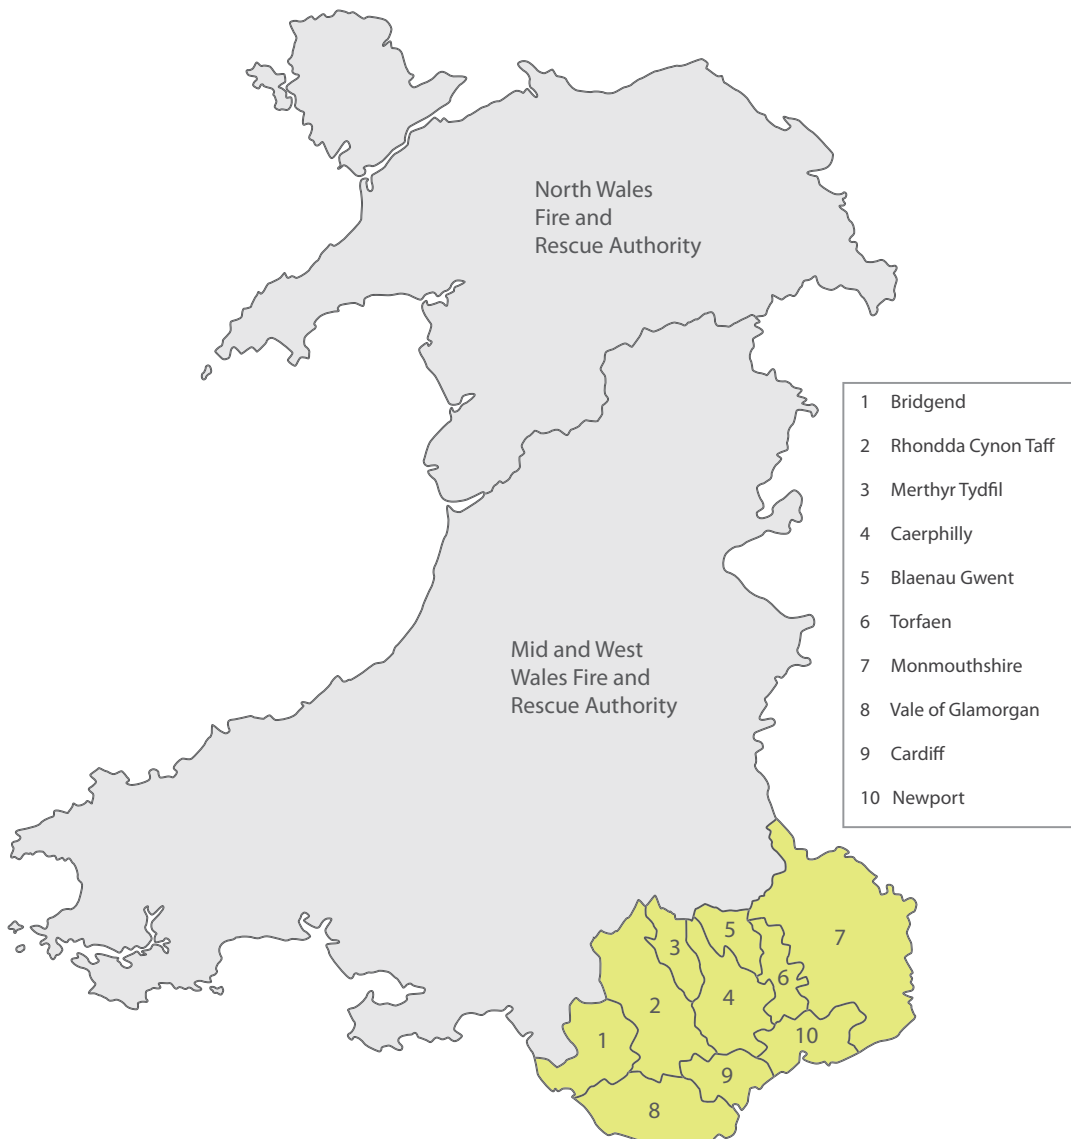 North Wales
Fire and
Rescue Authority
1 Bridgend
2 Rhondda Cynon Taff
3 Merthyr Tydfil
4 Caerphilly
5 Blaenau Gwent
6 Torfaen
7 Monmouthshire
8 Vale of Glamorgan
9 Cardiff
10 Newport
Mid and West
Wales Fire and
Rescue Authority
5
7
3
6
4
2
10
1
9
8